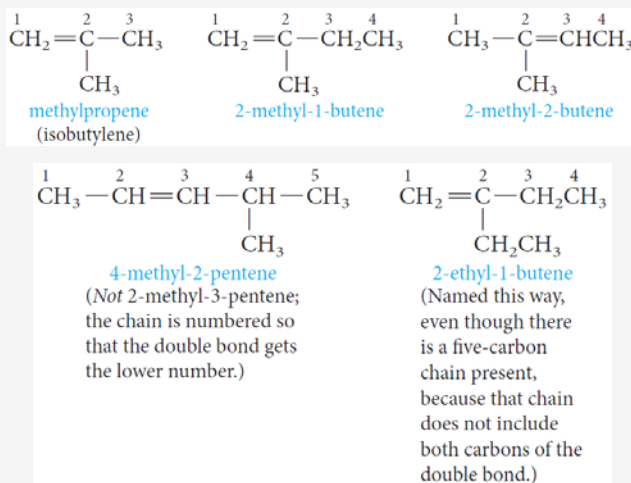 1 2 3
CH₂=C—CH₃
|
CH₃
methylpropene
(isobutylene)
1 2 3 4
CH₂=C—CH₂CH₃
|
CH₃
2-methyl-1-butene
1 2 3 4
CH₃—C=CHCH₃
|
CH₃
2-methyl-2-butene
1 2 3 4 5
CH₃—CH=CH—CH—CH₃
|
CH₃
4-methyl-2-pentene
(Not 2-methyl-3-pentene;
the chain is numbered so
that the double bond gets
the lower number.)
1 2 3 4
CH₂=C—CH₂CH₃
|
CH₂CH₃
2-ethyl-1-butene
(Named this way,
even though there
is a five-carbon
chain present,
because that chain
does not include
both carbons of the
double bond.)